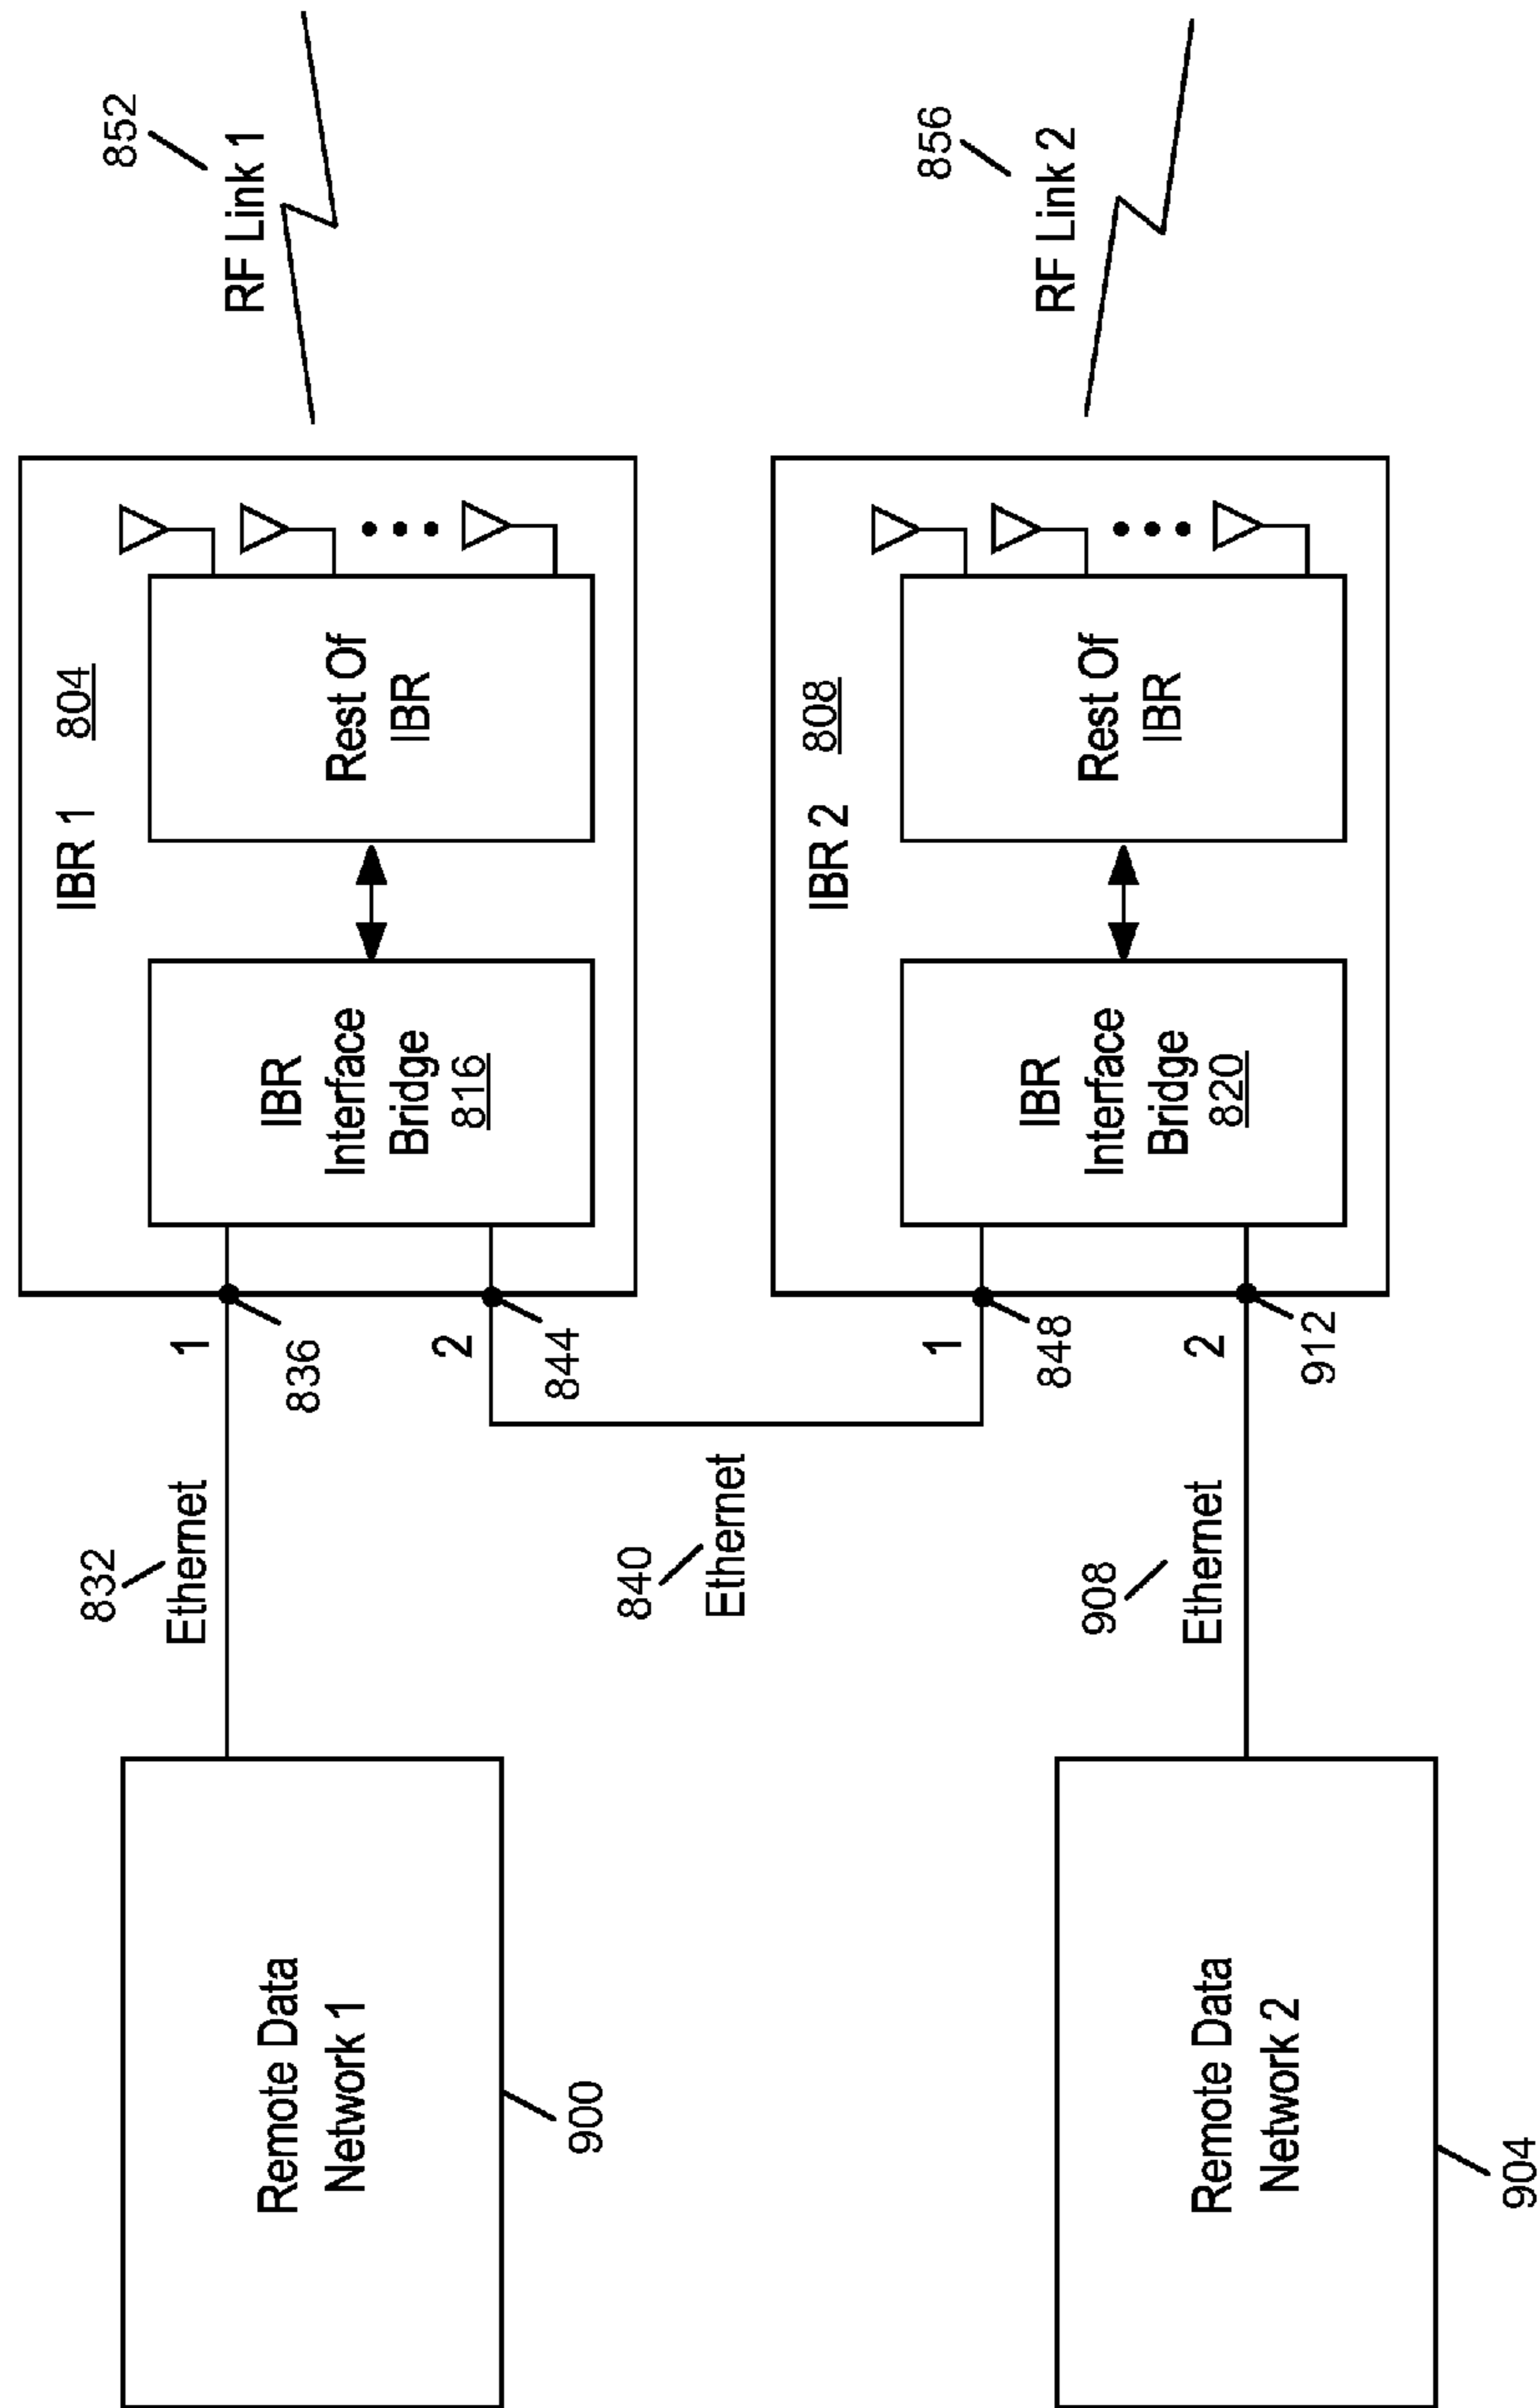 852
RF Link 1
856
RF Link 2
IBR 1 804
Rest Of
IBR
IBR
Interface
Bridge
816
IBR 2 808
Rest Of
IBR
IBR
Interface
Bridge
820
1
836
2
844
1
848
2
912
832
Ethernet
840
Ethernet
908
Ethernet
Remote Data
Network 1
900
Remote Data
Network 2
904